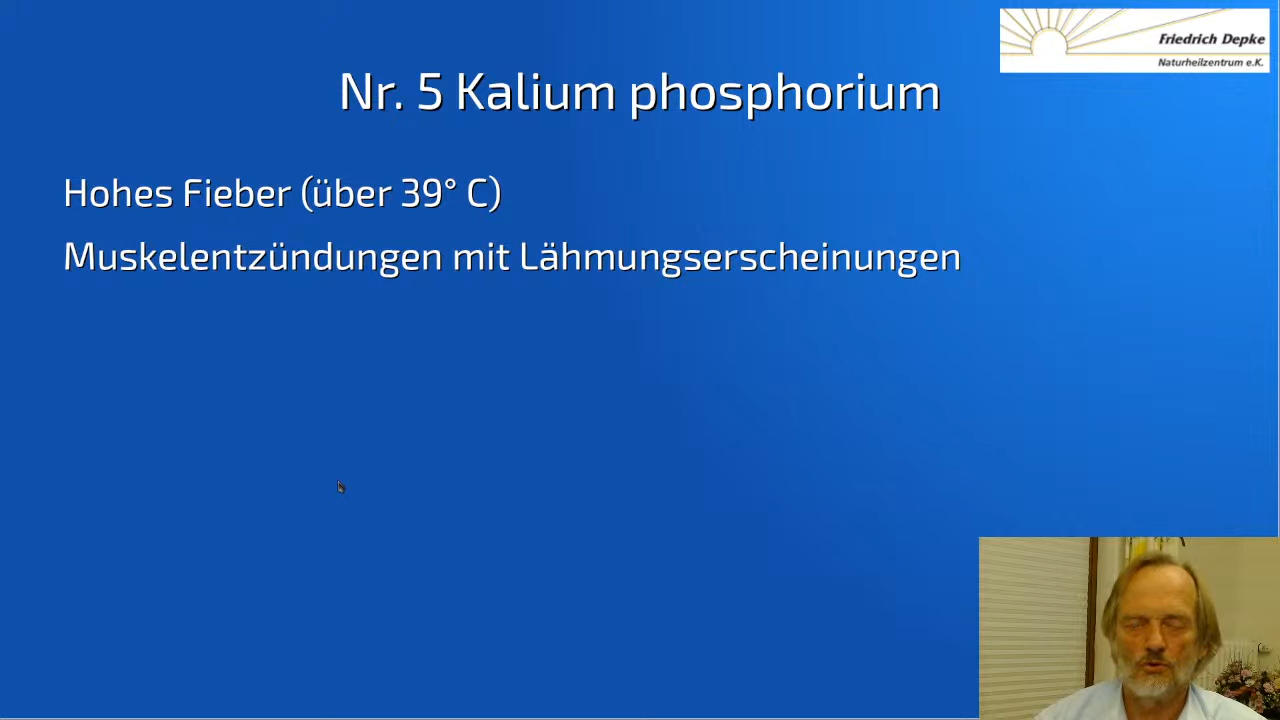 Friedrich Depke
Naturheilzentrum e.K.
Nr. 5 Kalium phosphorium
Hohes Fieber (über 39° C)
Muskelentzündungen mit Lähmungserscheinungen